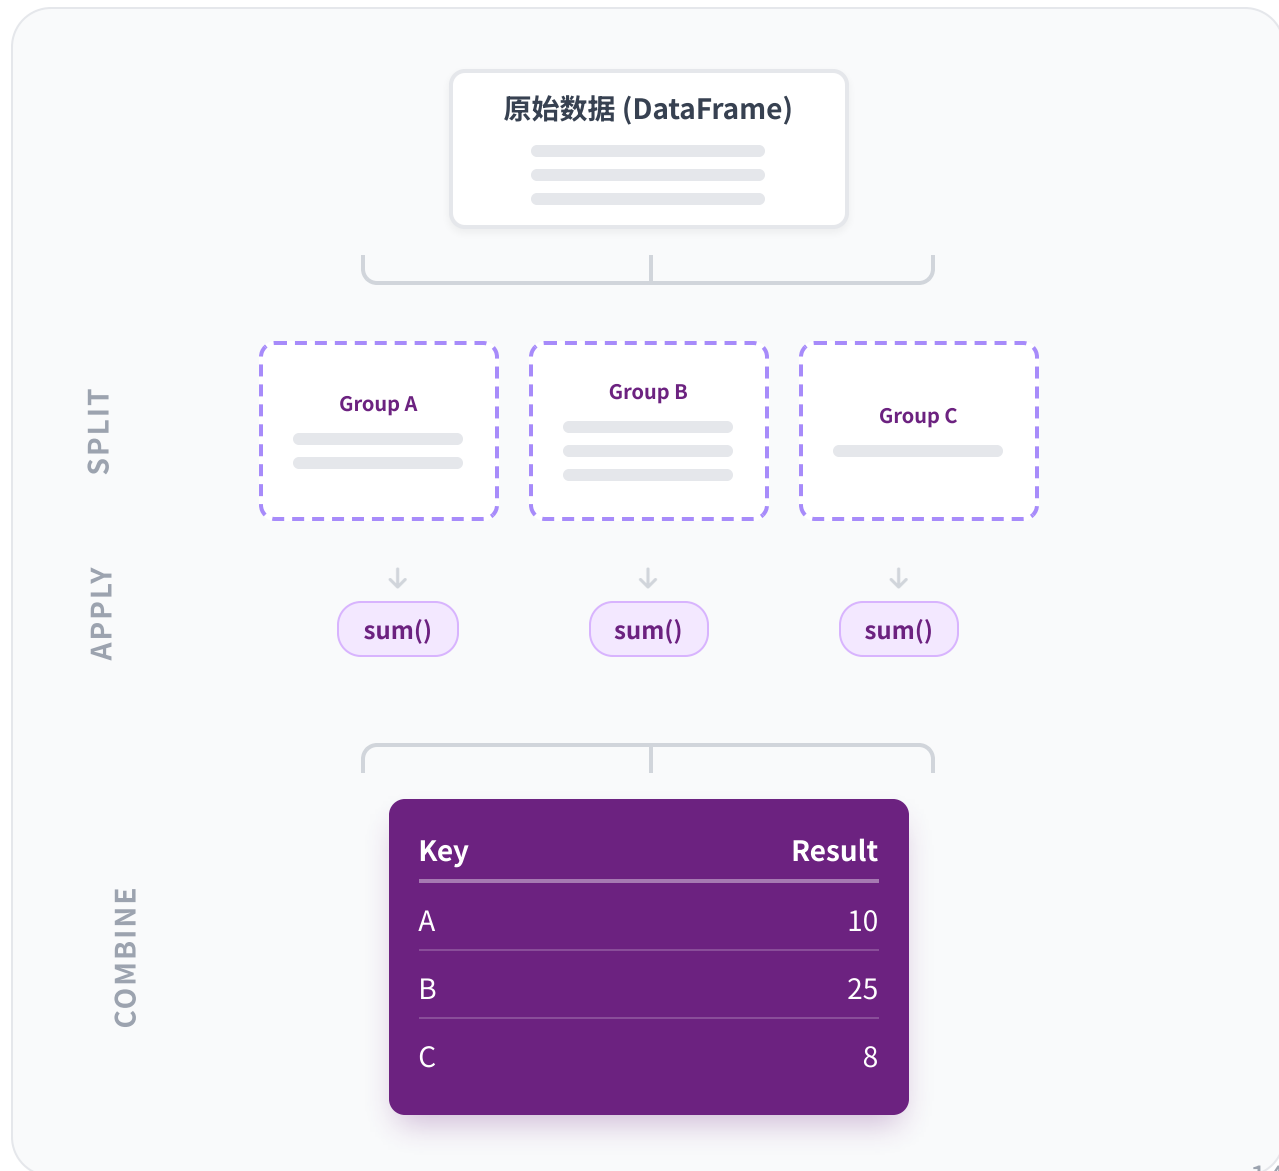 原始数据 (DataFrame)
SPLIT
Group A
Group B
Group C
APPLY
sum()
sum()
sum()
COMBINE
Key Result
A 10
B 25
C 8